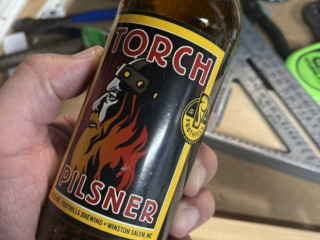 TORCH
PILSNER
FOOTHILLS BREWING • WINSTON SALEM, NC